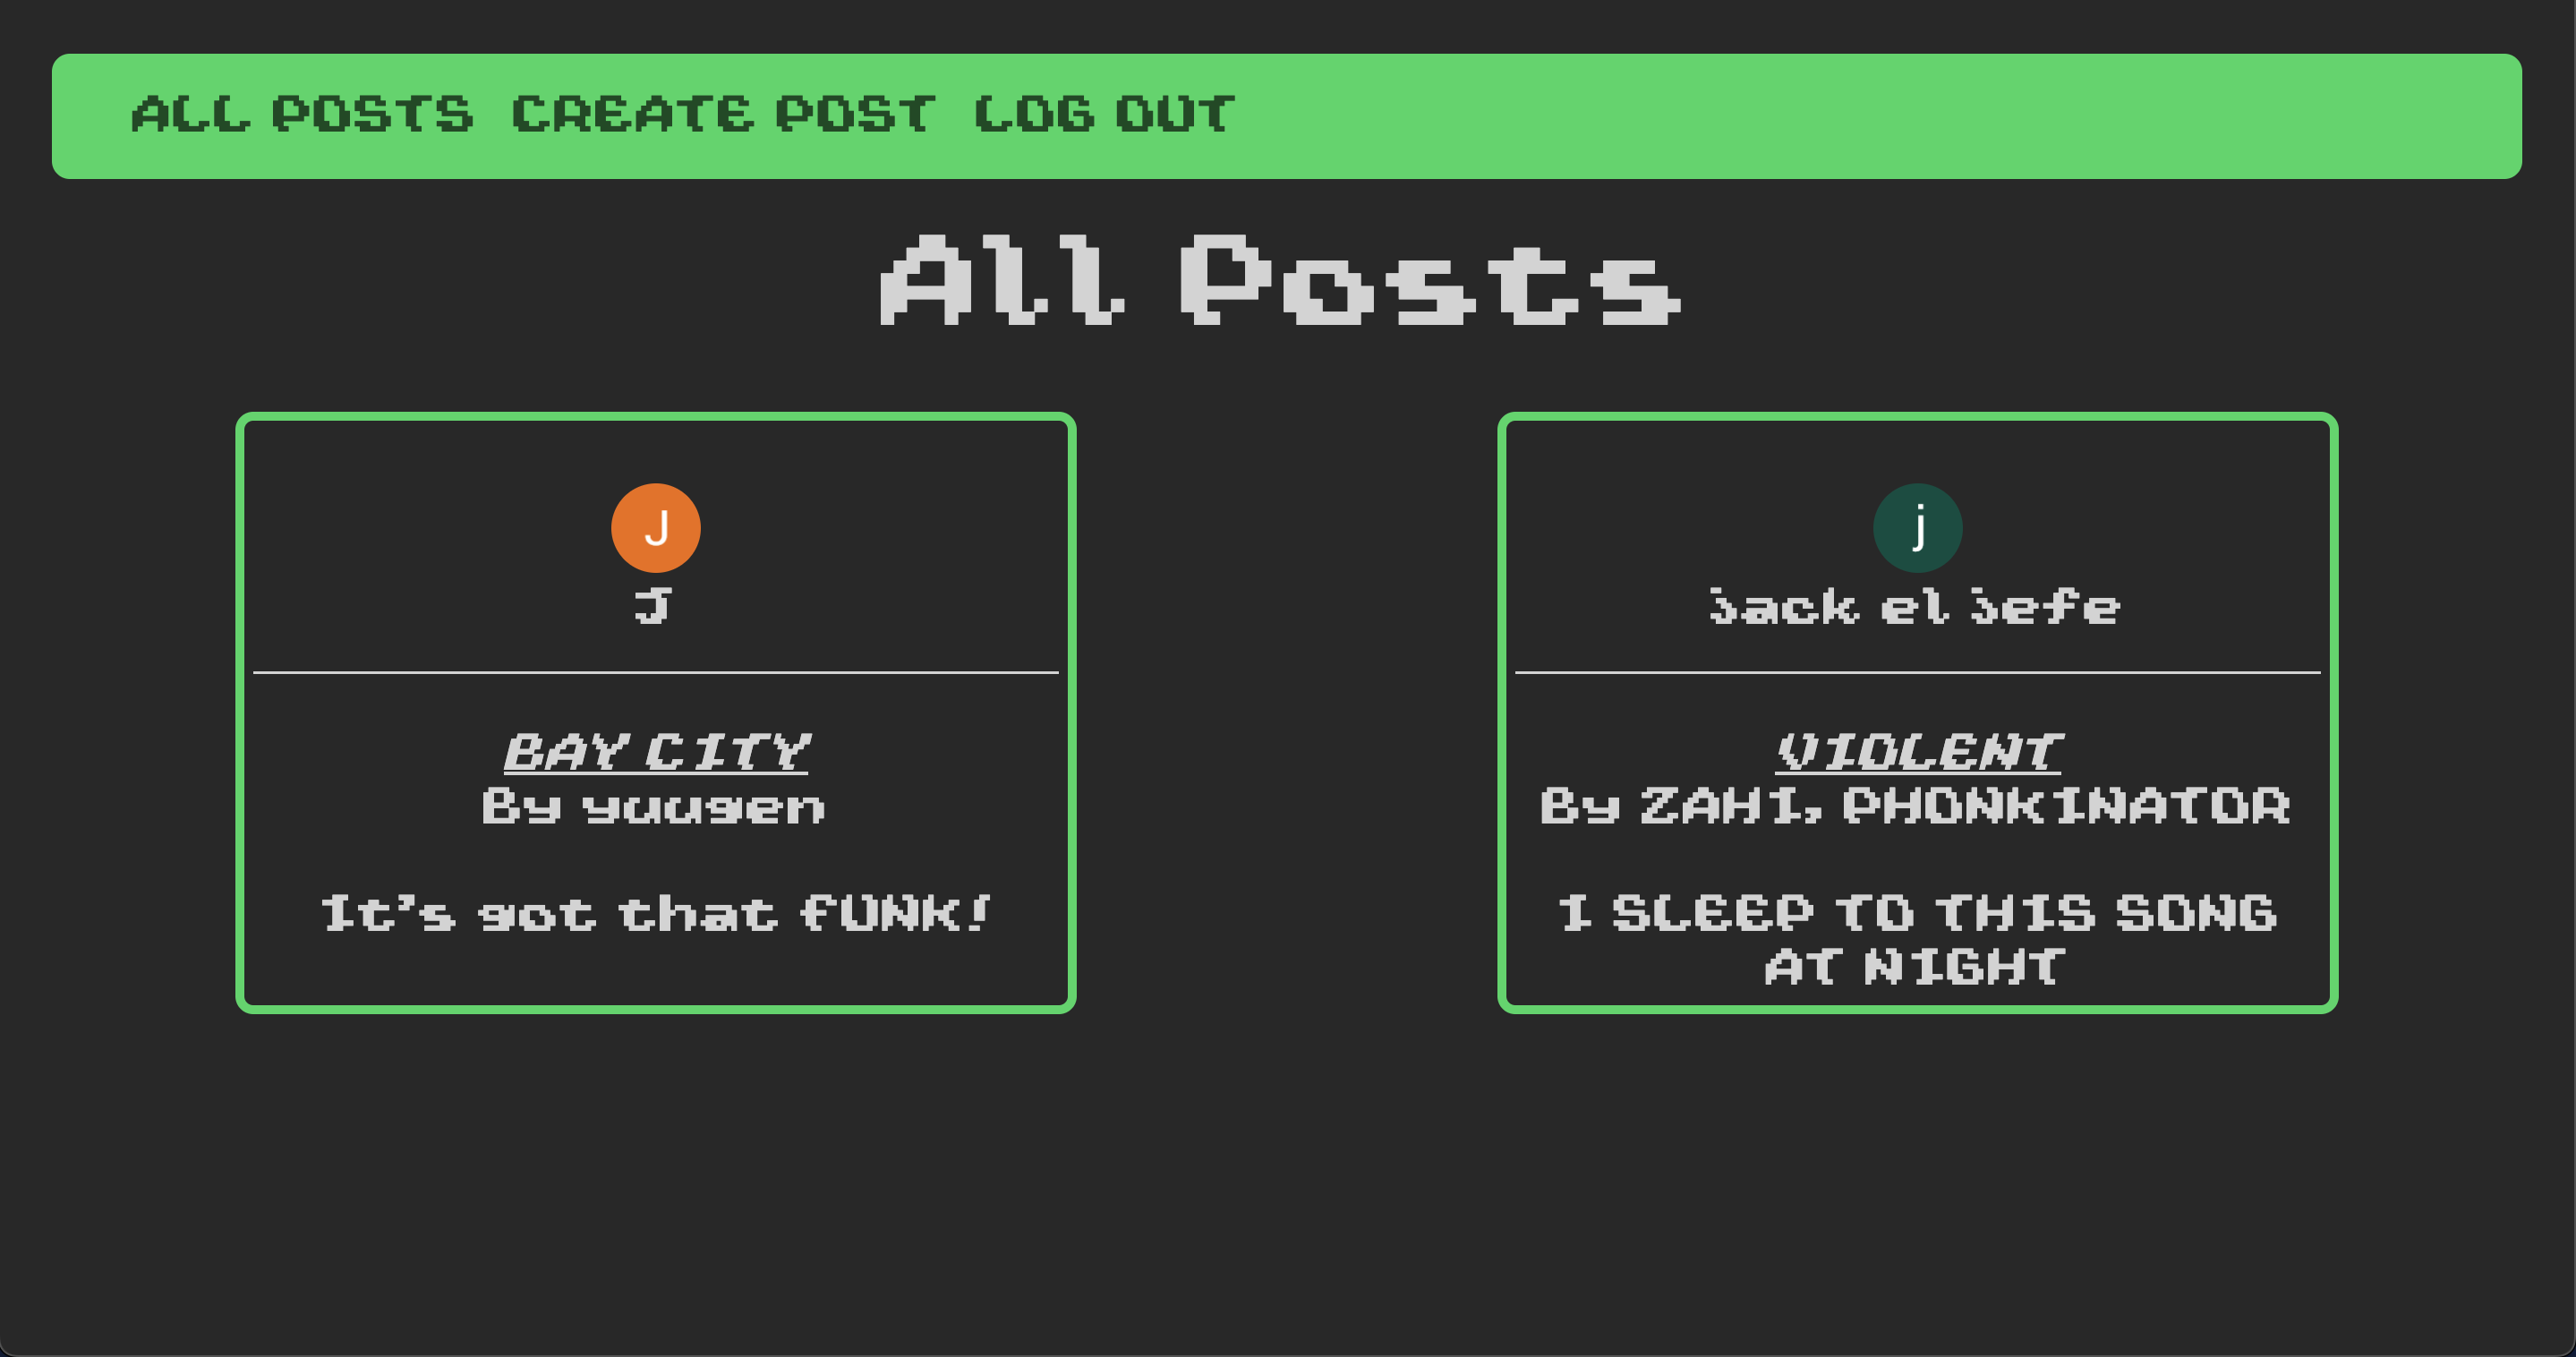 ALL POSTS CREATE POST LOG OUT
All Posts
J
J
BAY CITY
By yuugen
It's got that fUNK!
j
jack el jefe
VIOLENT
By ZAH1, PHONKINATOR
I SLEEP TO THIS SONG
AT NIGHT